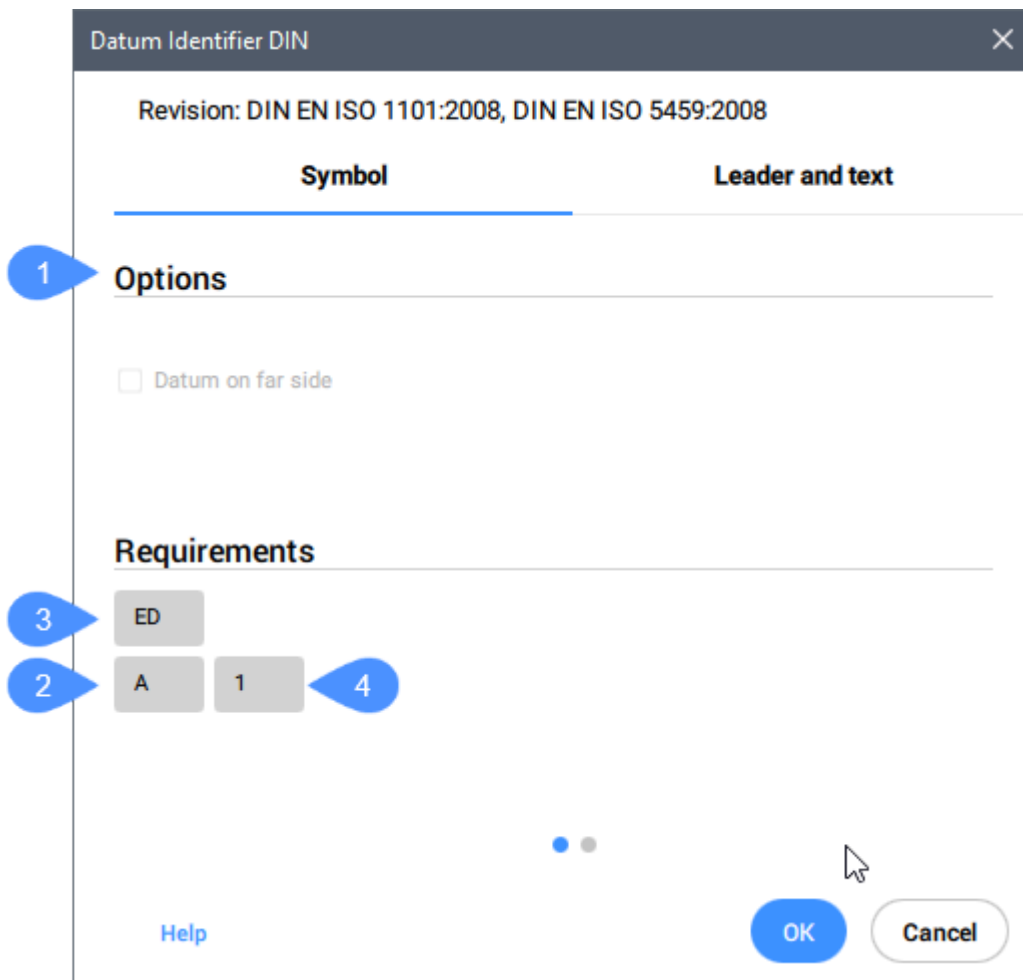 Datum Identifier DIN
Revision: DIN EN ISO 1101:2008, DIN EN ISO 5459:2008
Symbol Leader and text
1 Options
Datum on far side
Requirements
3 ED
2 A 1 4
Help OK Cancel